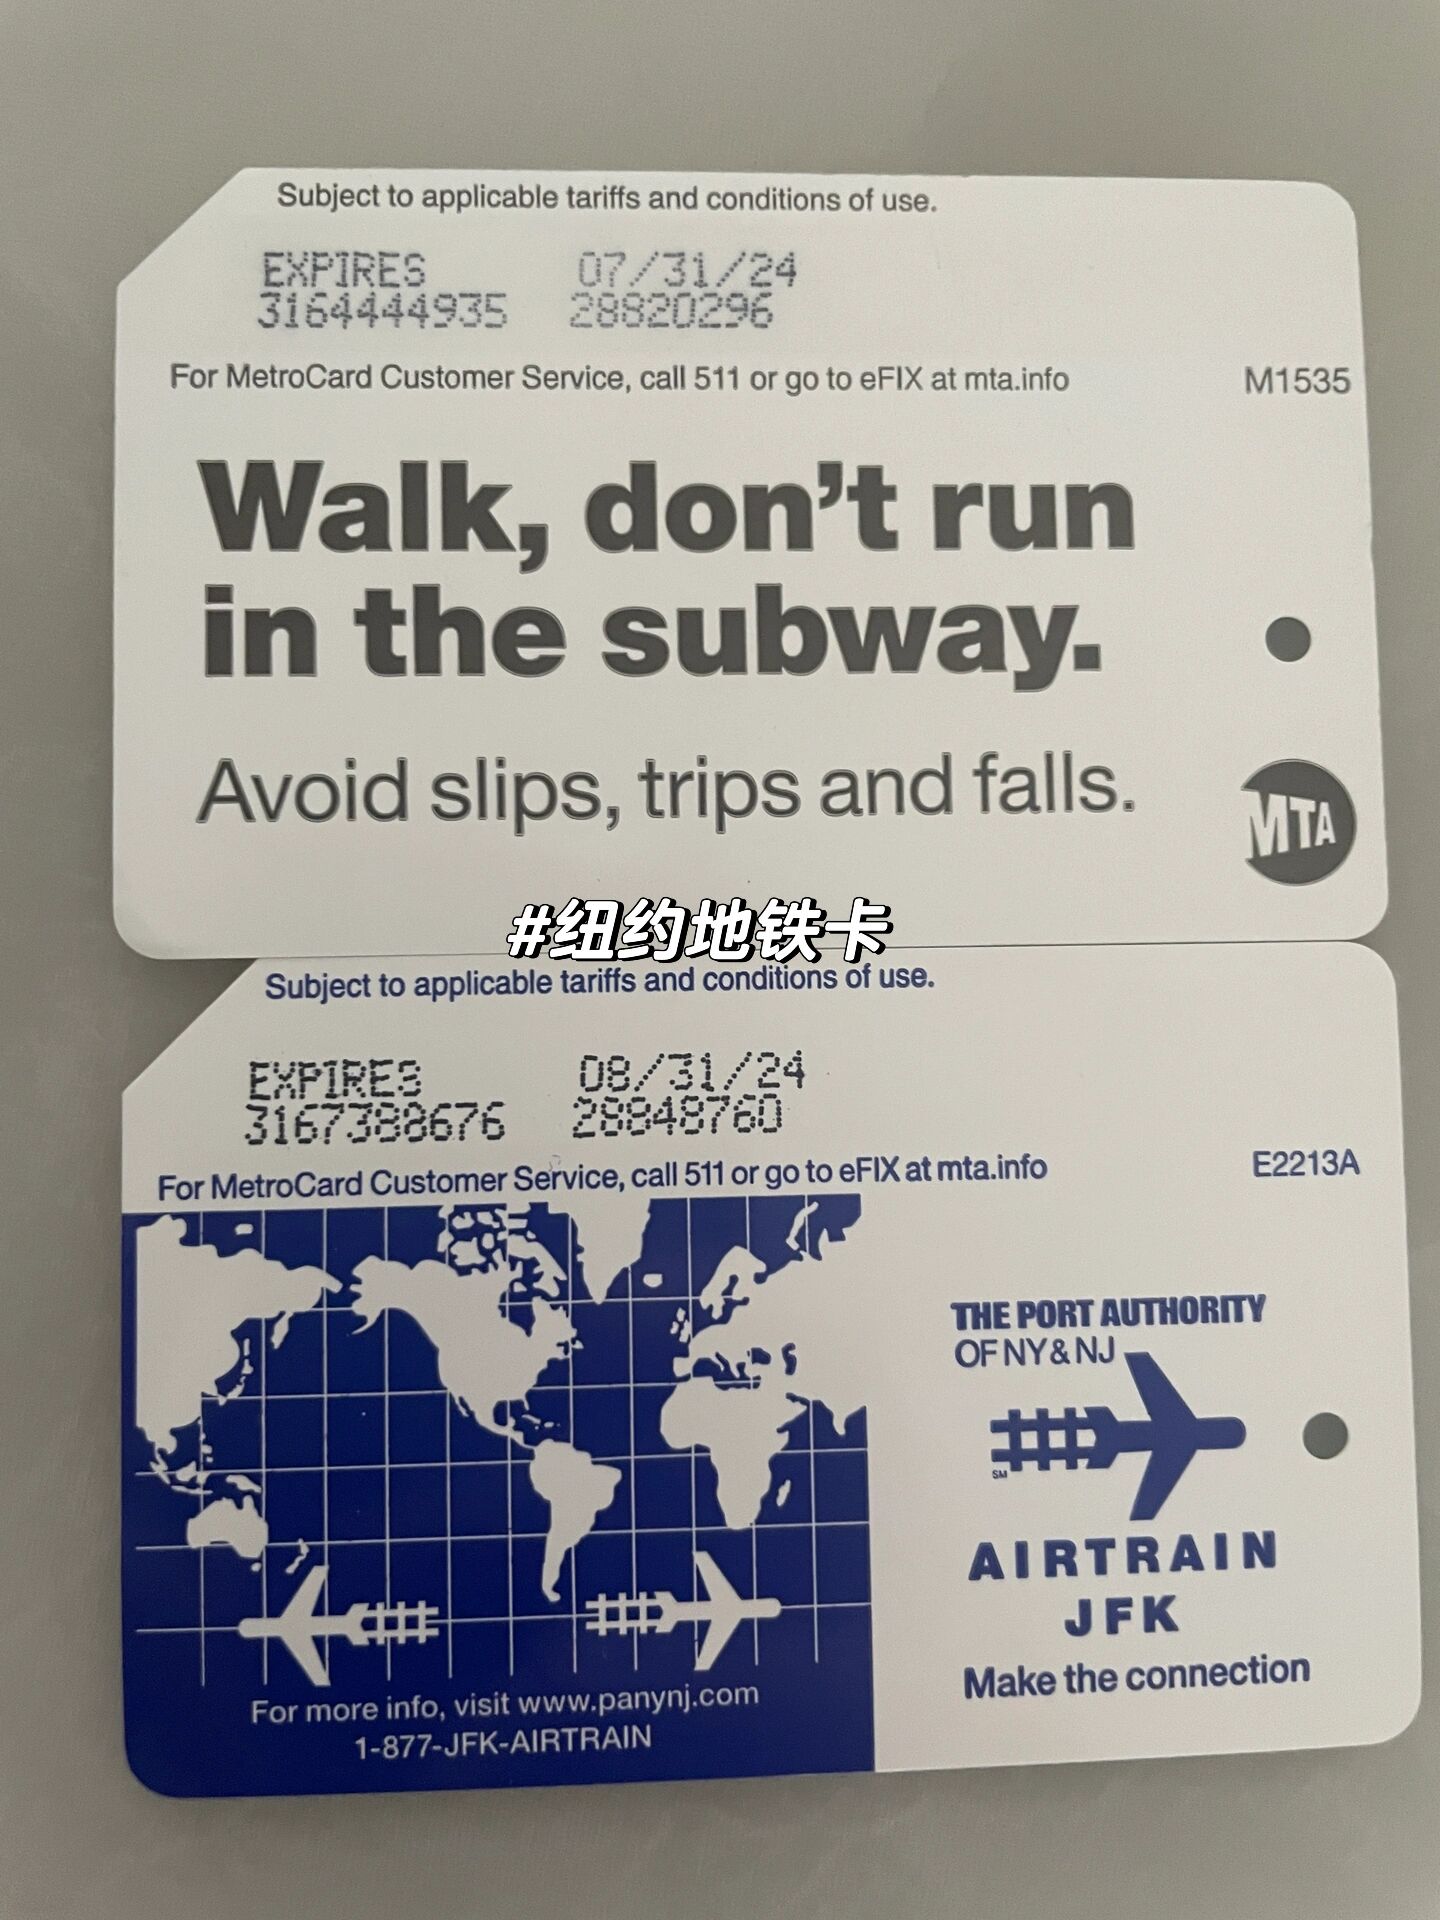 Subject to applicable tariffs and conditions of use.
EXPIRES 07/31/24
3164444935 28820296
For MetroCard Customer Service, call 511 or go to eFIX at mta.info M1535
Walk, don't run
in the subway.
Avoid slips, trips and falls.
MTA
#纽约地铁卡
Subject to applicable tariffs and conditions of use.
EXPIRES 08/31/24
3167388676 28848760
For MetroCard Customer Service, call 511 or go to eFIX at mta.info E2213A
THE PORT AUTHORITY
OF NY & NJ
SM
AIRTRAIN
JFK
Make the connection
For more info, visit www.panynj.com
1-877-JFK-AIRTRAIN